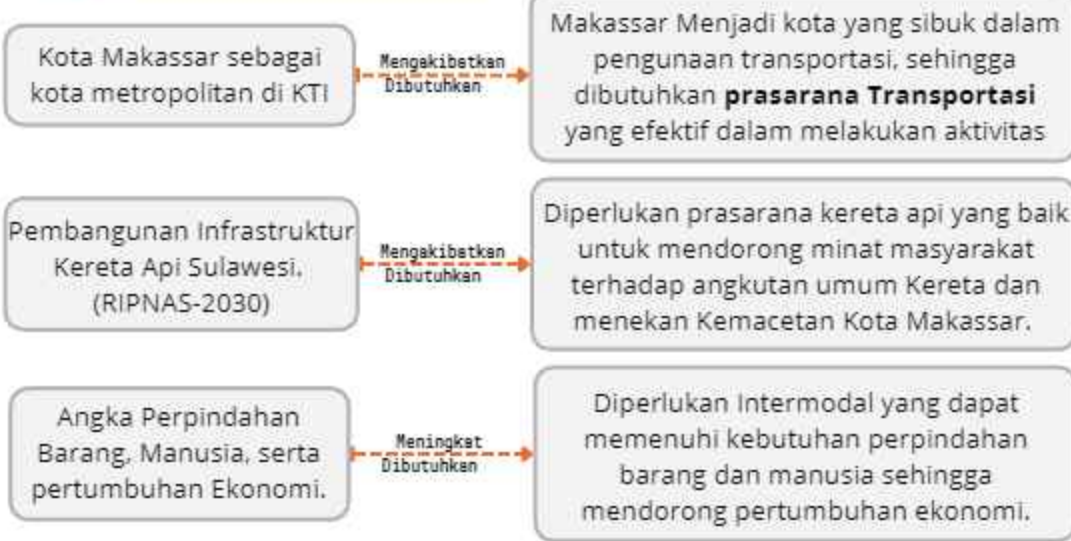 Kota Makassar sebagai
kota metropolitan di KTI
Mengakibatkan
Dibutuhkan
Makassar Menjadi kota yang sibuk dalam
pengunaan transportasi, sehingga
dibutuhkan prasarana Transportasi
yang efektif dalam melakukan aktivitas
Pembangunan Infrastruktur
Kereta Api Sulawesi.
(RIPNAS-2030)
Mengakibatkan
Dibutuhkan
Diperlukan prasarana kereta api yang baik
untuk mendorong minat masyarakat
terhadap angkutan umum Kereta dan
menekan Kemacetan Kota Makassar.
Angka Perpindahan
Barang, Manusia, serta
pertumbuhan Ekonomi.
Meningkat
Dibutuhkan
Diperlukan Intermodal yang dapat
memenuhi kebutuhan perpindahan
barang dan manusia sehingga
mendorong pertumbuhan ekonomi.